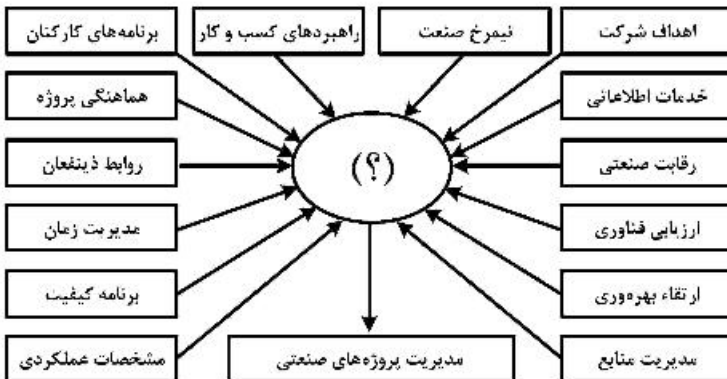 اهداف شرکت
نیمرخ صنعت
راهبردهای کسب و کار
برنامه‌های کارکنان
خدمات اطلاعاتی
هماهنگی پروژه
رقابت صنعتی
(؟)
روابط ذینفعان
ارزیابی فناوری
مدیریت زمان
ارتقاء بهره‌وری
برنامه کیفیت
مدیریت منابع
مدیریت پروژه‌های صنعتی
مشخصات عملکردی